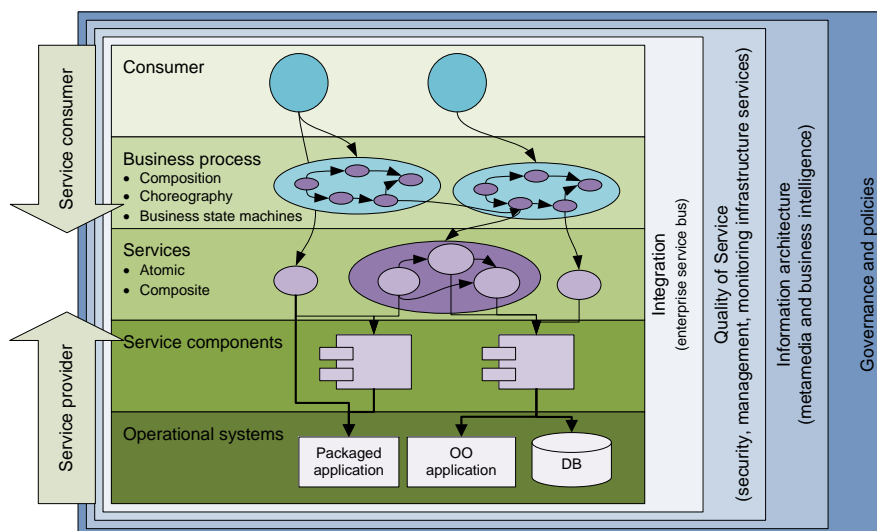 Service consumer
Service provider
Consumer
Business process
• Composition
• Choreography
• Business state machines
Services
• Atomic
• Composite
Service components
Operational systems
Packaged
application
OO
application
DB
Integration
(enterprise service bus)
Quality of Service
(security, management, monitoring infrastructure services)
Information architecture
(metamedia and business intelligence)
Governance and policies